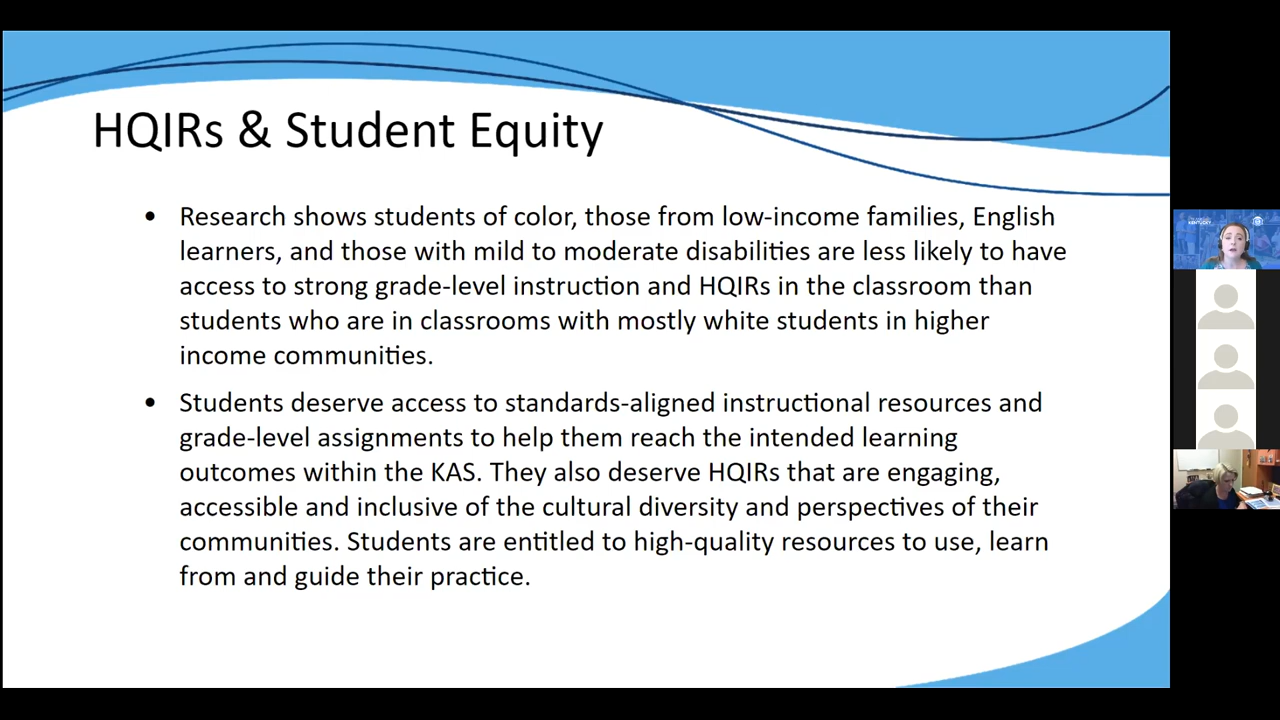 HQIRs & Student Equity
• Research shows students of color, those from low-income families, English
learners, and those with mild to moderate disabilities are less likely to have
access to strong grade-level instruction and HQIRs in the classroom than
students who are in classrooms with mostly white students in higher
income communities.
• Students deserve access to standards-aligned instructional resources and
grade-level assignments to help them reach the intended learning
outcomes within the KAS. They also deserve HQIRs that are engaging,
accessible and inclusive of the cultural diversity and perspectives of their
communities. Students are entitled to high-quality resources to use, learn
from and guide their practice.